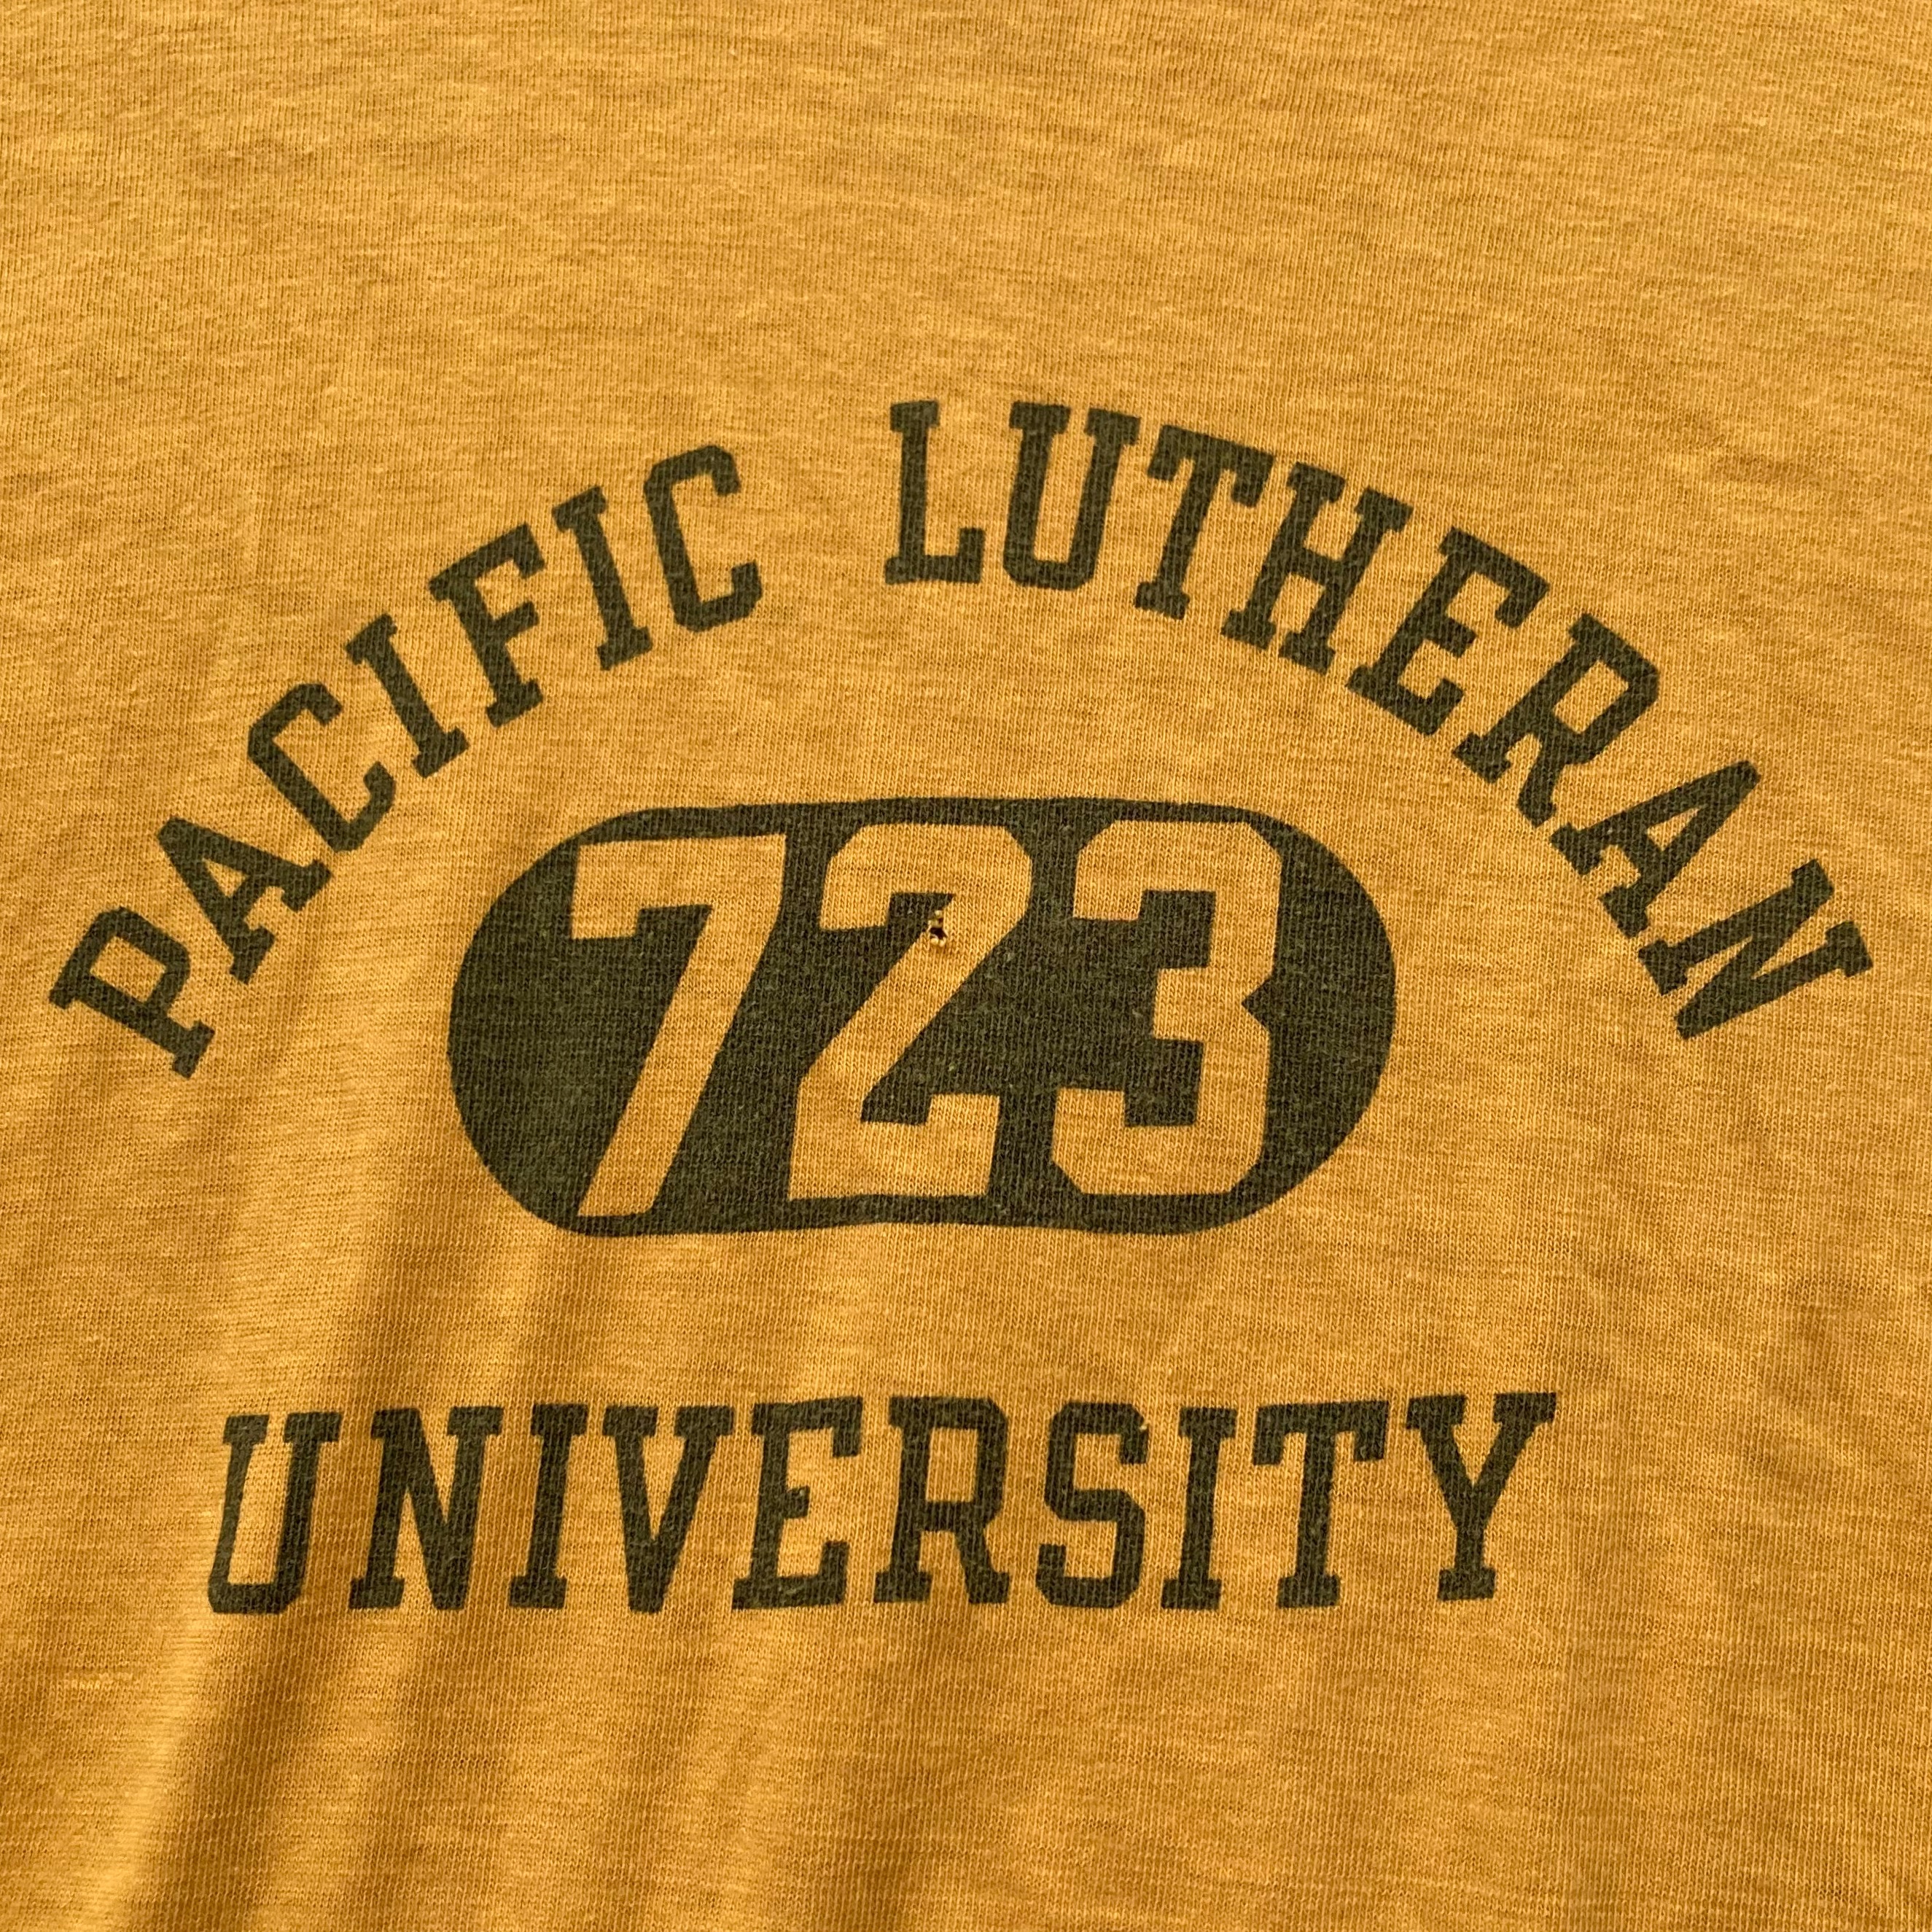 PACIFIC LUTHERAN
723
UNIVERSITY